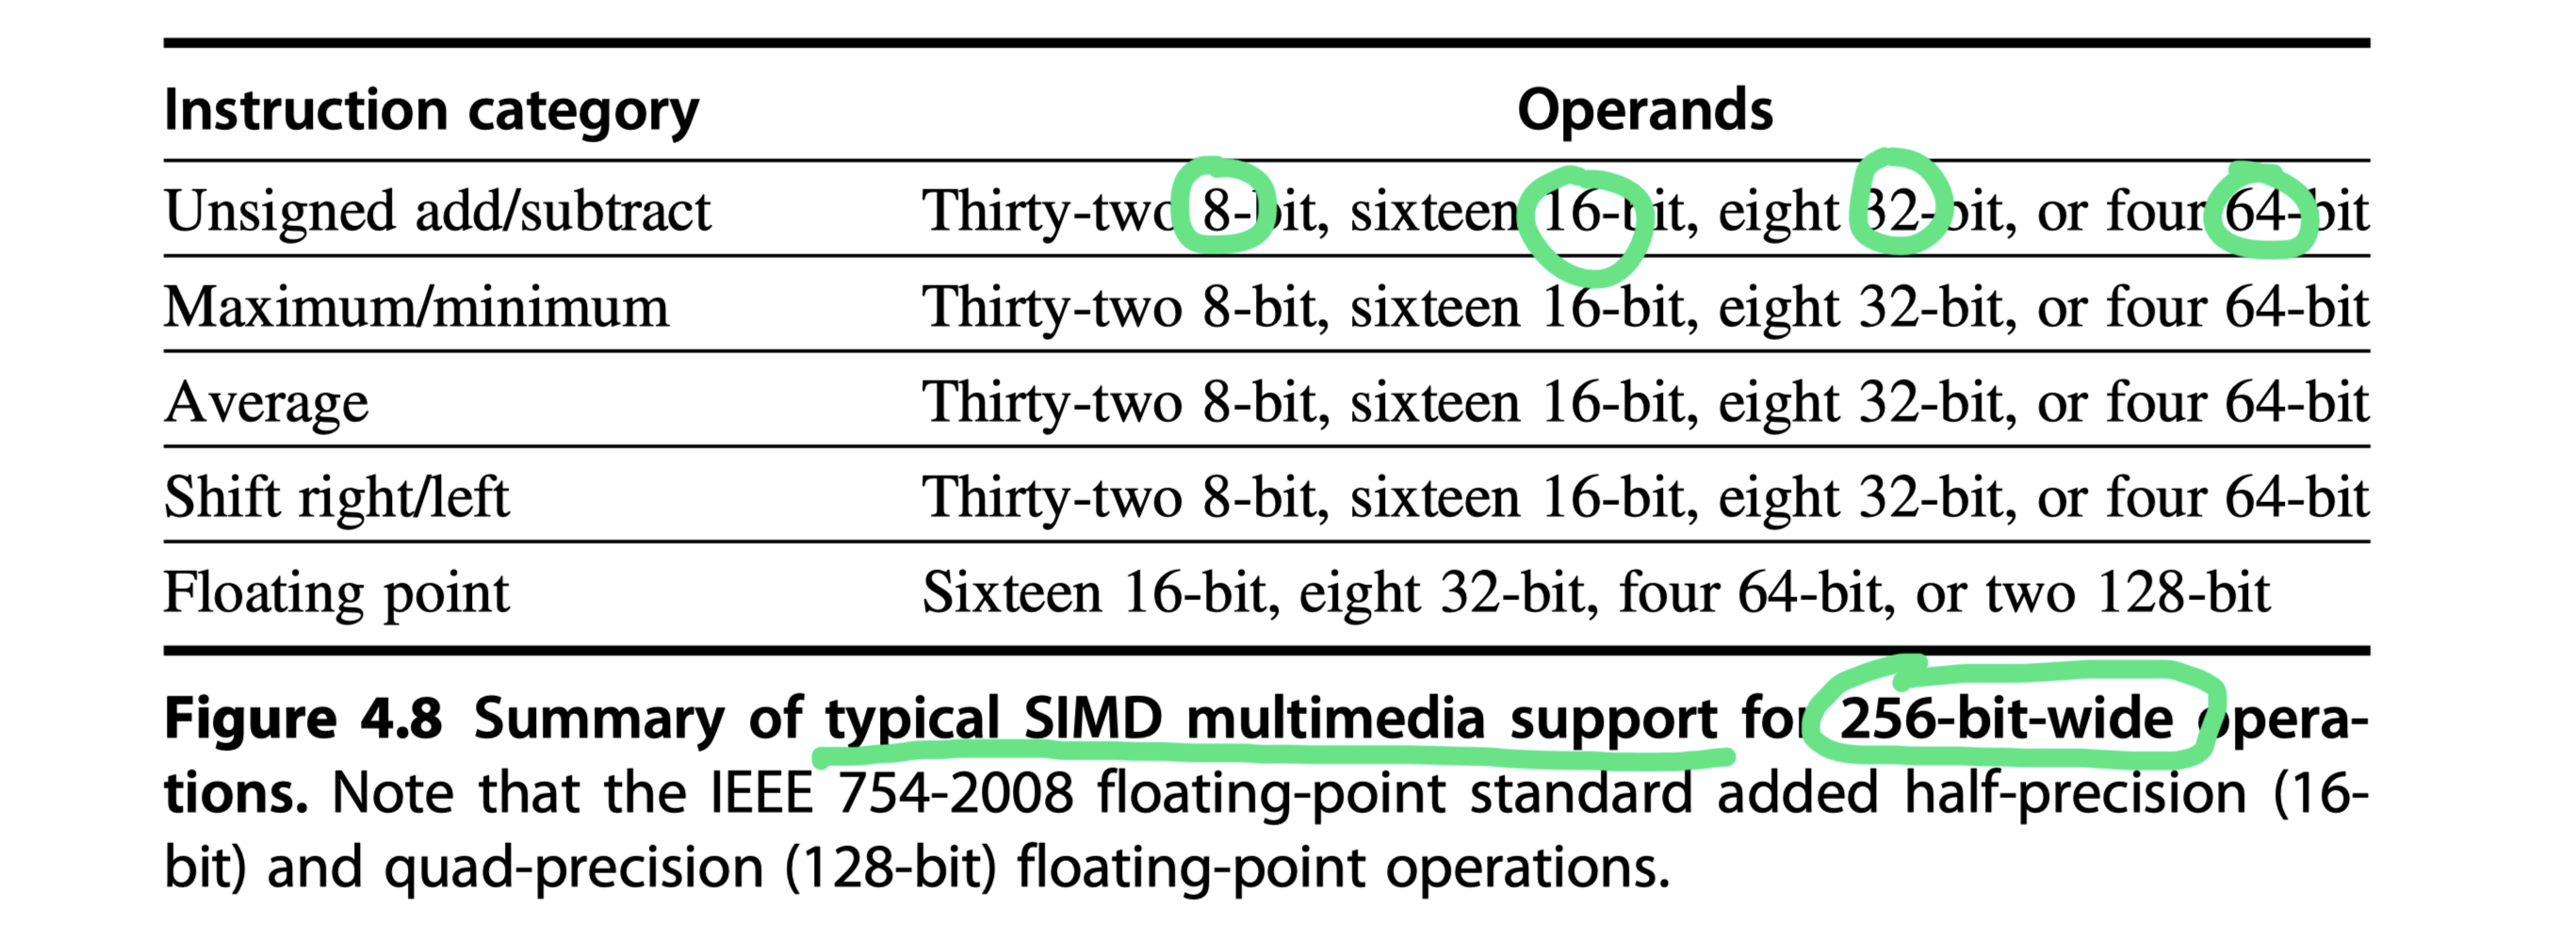 Instruction category Operands
Unsigned add/subtract Thirty-two 8-bit, sixteen 16-bit, eight 32-bit, or four 64-bit
Maximum/minimum Thirty-two 8-bit, sixteen 16-bit, eight 32-bit, or four 64-bit
Average Thirty-two 8-bit, sixteen 16-bit, eight 32-bit, or four 64-bit
Shift right/left Thirty-two 8-bit, sixteen 16-bit, eight 32-bit, or four 64-bit
Floating point Sixteen 16-bit, eight 32-bit, four 64-bit, or two 128-bit
Figure 4.8 Summary of typical SIMD multimedia support for 256-bit-wide opera-
tions. Note that the IEEE 754-2008 floating-point standard added half-precision (16-
bit) and quad-precision (128-bit) floating-point operations.